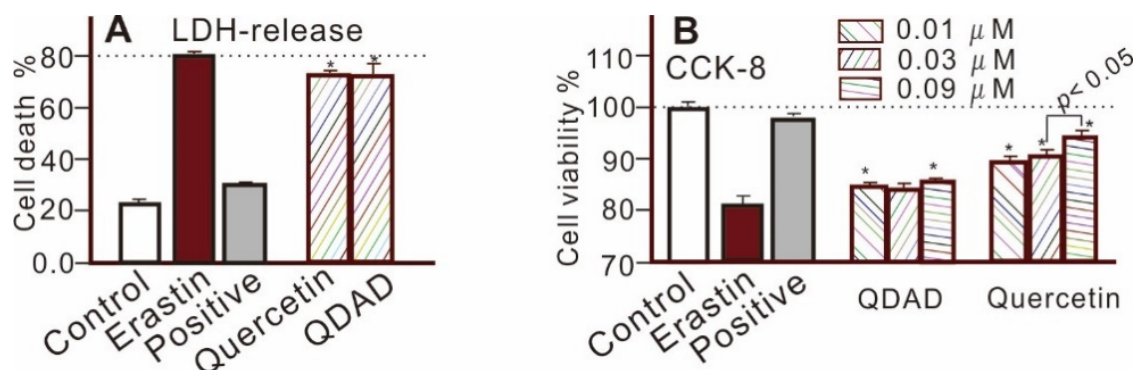 A
LDH-release
Cell death %
80
60
40
20
0.0
Control
Erastin
Positive
Quercetin
QDAD
* *
B
CCK-8
0.01 μM
0.03 μM
0.09 μM
p< 0.05
Cell viability %
110
100
90
80
70
* * * * *
Control
Erastin
Positive
QDAD
Quercetin